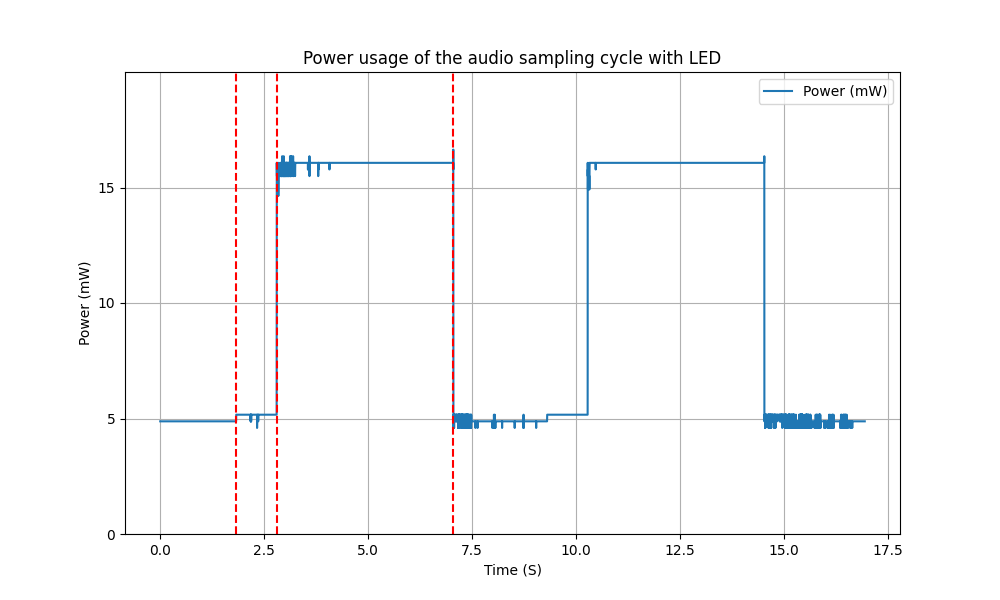 Power usage of the audio sampling cycle with LED
Power (mW)
15
10
5
0
Power (mW)
0.0 2.5 5.0 7.5 10.0 12.5 15.0 17.5
Time (S)